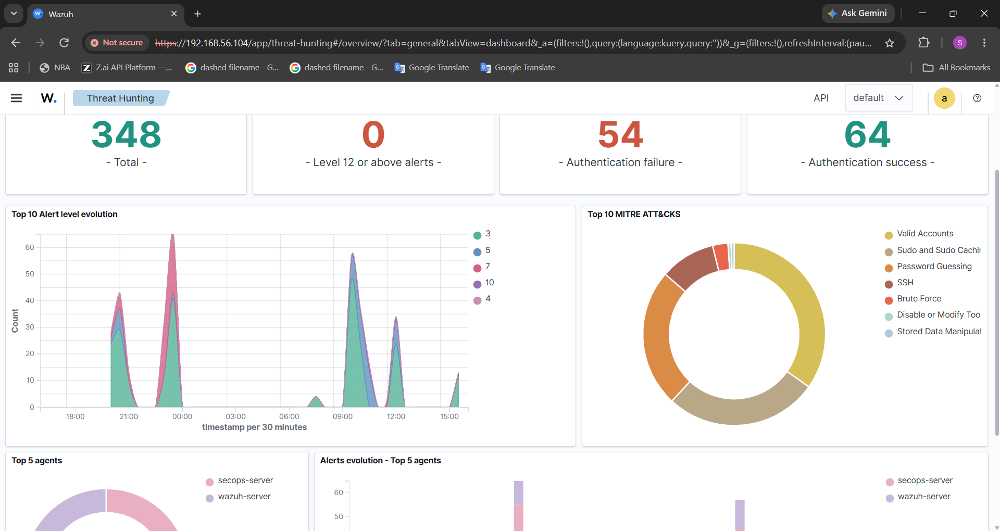 Wazuh
Ask Gemini
Not secure
https://192.168.56.104/app/threat-hunting#/overview/?tab=general&tabView=dashboard&_a=(filters:!(),query:(language:kuery,query:''))&_g=(filters:!(),refreshInterval:(pau...
S
NBA
Z.ai API Platform —...
dashed filename - G...
dashed filename - G...
Google Translate
Google Translate
All Bookmarks
W.
Threat Hunting
API
default
a
348
- Total -
0
- Level 12 or above alerts -
54
- Authentication failure -
64
- Authentication success -
Top 10 Alert level evolution
Count
60
50
40
30
20
10
0
18:00
21:00
00:00
03:00
06:00
09:00
12:00
15:00
timestamp per 30 minutes
3
5
7
10
4
Top 10 MITRE ATT&CKS
Valid Accounts
Sudo and Sudo Cachin
Password Guessing
SSH
Brute Force
Disable or Modify Tool
Stored Data Manipulat
Top 5 agents
secops-server
wazuh-server
Alerts evolution - Top 5 agents
60
50
secops-server
wazuh-server